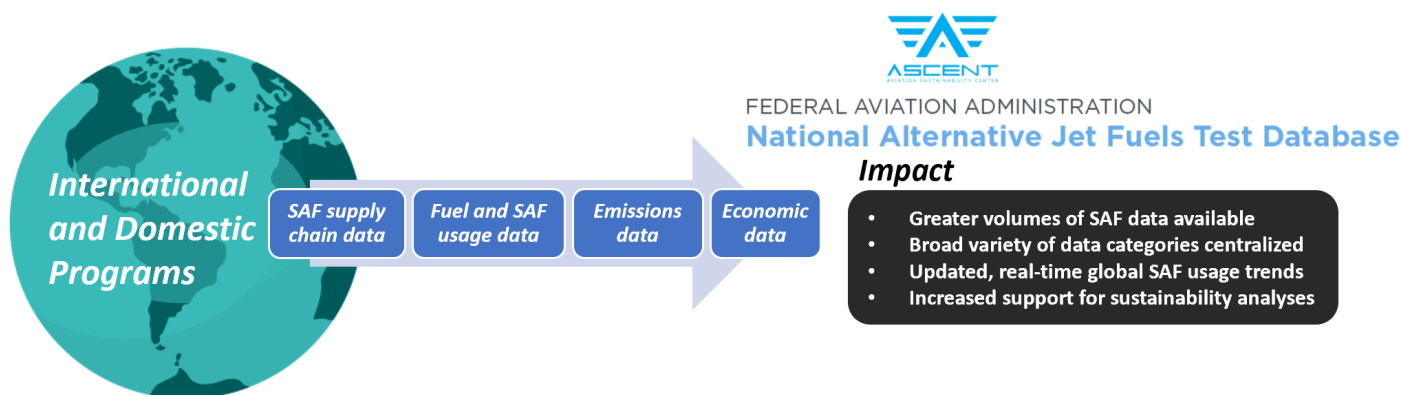 ASCENT
AVIATION SUSTAINABILITY CENTER
FEDERAL AVIATION ADMINISTRATION
National Alternative Jet Fuels Test Database
International
and Domestic
Programs
SAF supply
chain data
Fuel and SAF
usage data
Emissions
data
Economic
data
Impact
• Greater volumes of SAF data available
• Broad variety of data categories centralized
• Updated, real-time global SAF usage trends
• Increased support for sustainability analyses